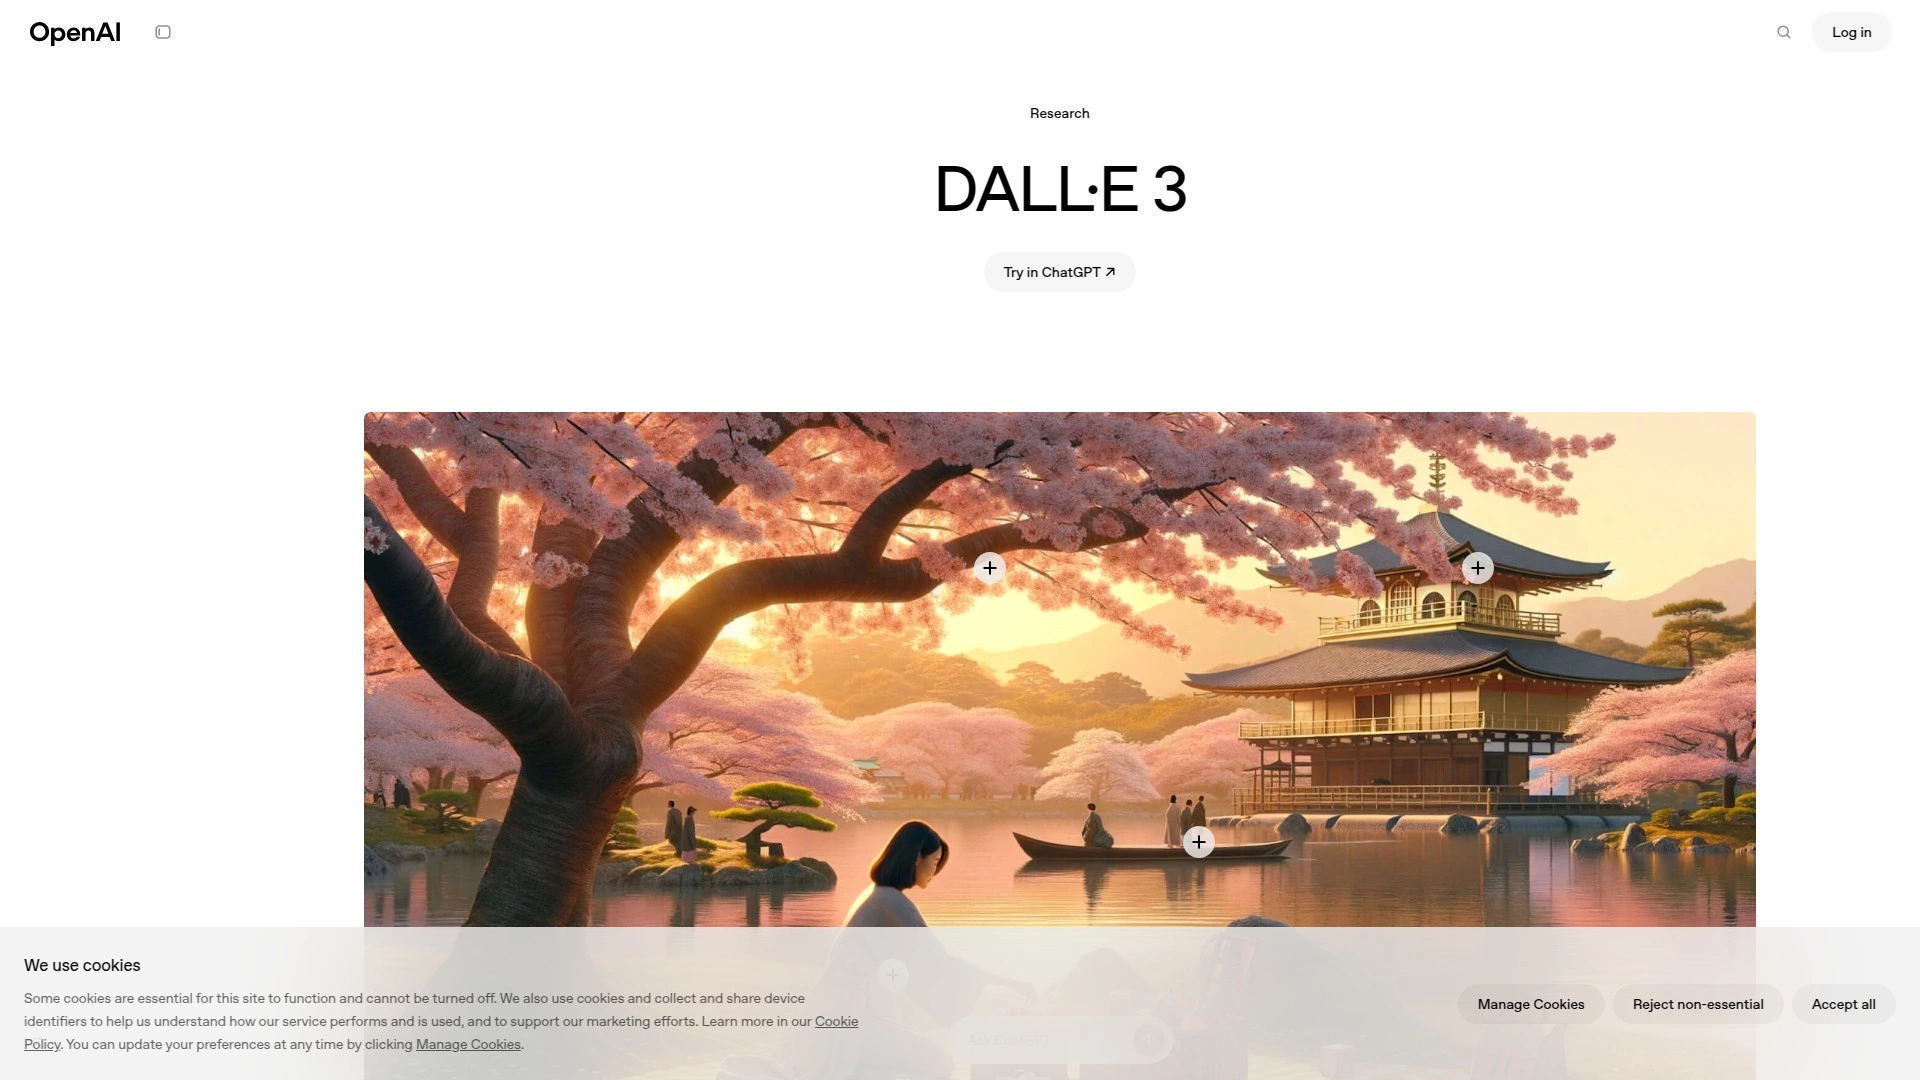 OpenAI
Log in
Research
DALL·E 3
Try in ChatGPT
We use cookies
Some cookies are essential for this site to function and cannot be turned off. We also use cookies and collect and share device
identifiers to help us understand how our service performs and is used, and to support our marketing efforts. Learn more in our Cookie
Policy. You can update your preferences at any time by clicking Manage Cookies.
Manage Cookies
Reject non-essential
Accept all